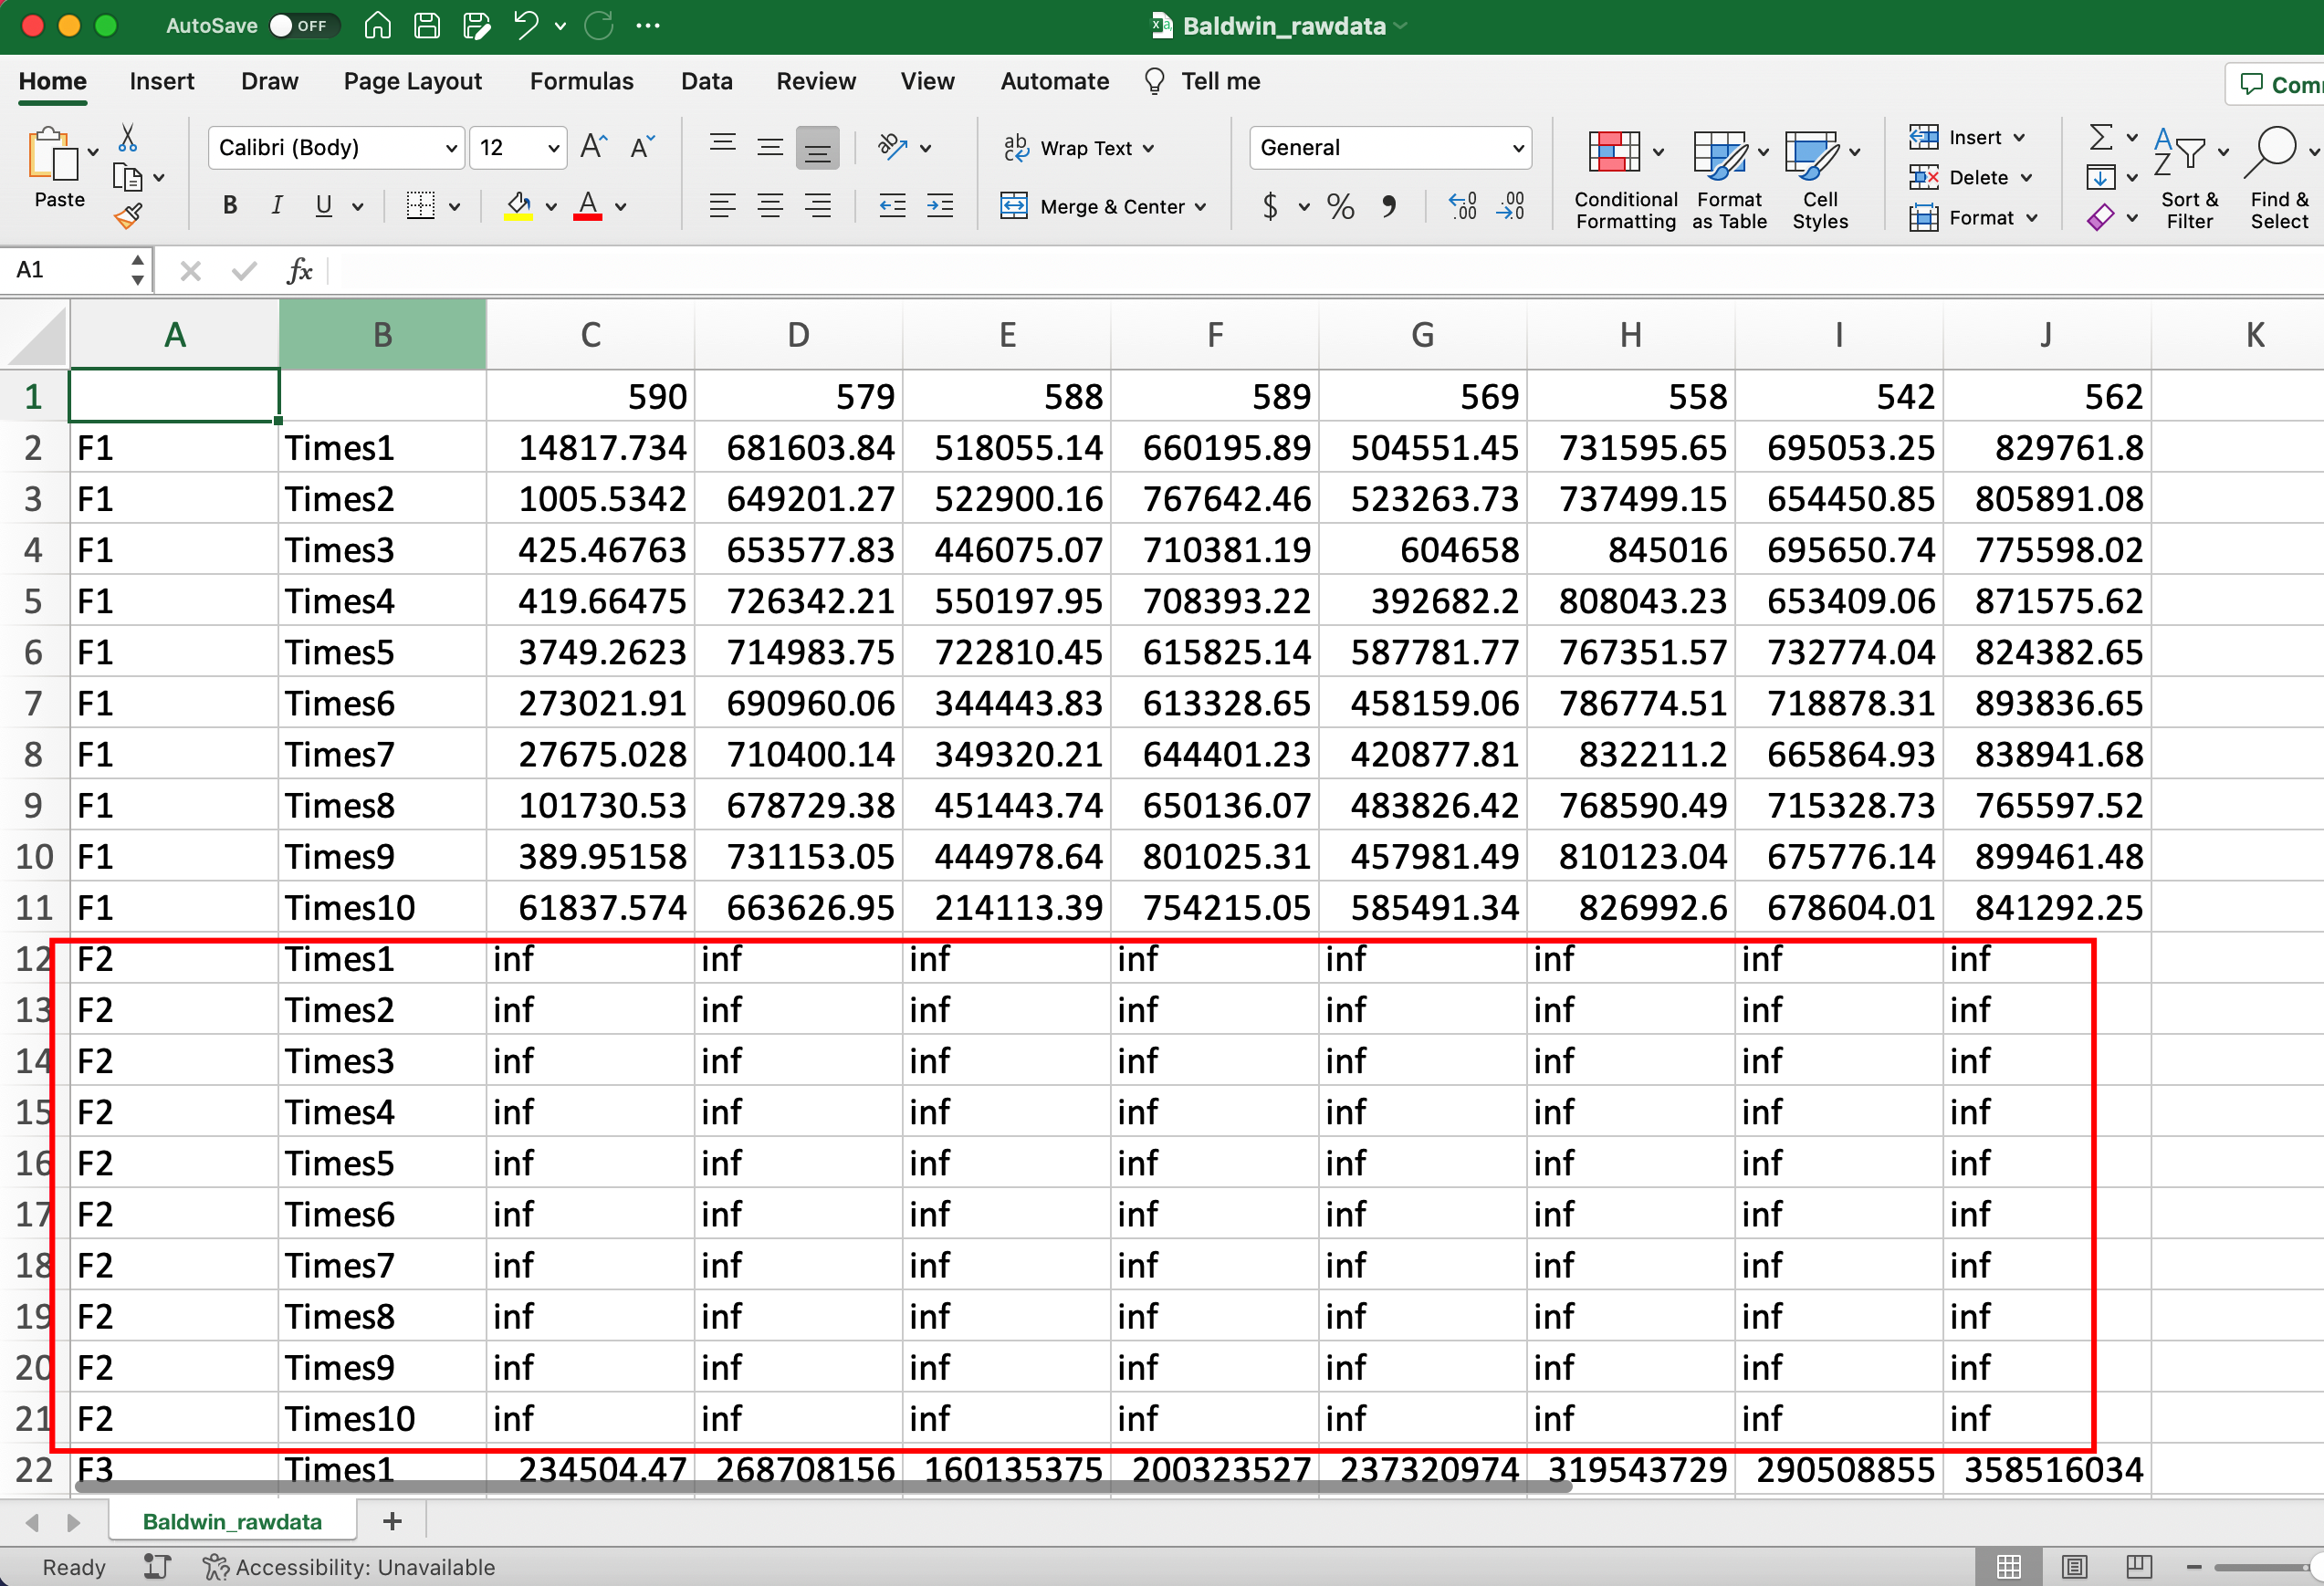 AutoSave OFF Baldwin_rawdata
Home Insert Draw Page Layout Formulas Data Review View Automate Tell me
Paste Calibri (Body) 12 Wrap Text General Insert
B I U Merge & Center $ % Conditional Formatting Format as Table Cell Styles Delete Format Sort & Filter Find & Select
A1 fx
A B C D E F G H I J K
1 590 579 588 589 569 558 542 562
2 F1 Times1 14817.734 681603.84 518055.14 660195.89 504551.45 731595.65 695053.25 829761.8
3 F1 Times2 1005.5342 649201.27 522900.16 767642.46 523263.73 737499.15 654450.85 805891.08
4 F1 Times3 425.46763 653577.83 446075.07 710381.19 604658 845016 695650.74 775598.02
5 F1 Times4 419.66475 726342.21 550197.95 708393.22 392682.2 808043.23 653409.06 871575.62
6 F1 Times5 3749.2623 714983.75 722810.45 615825.14 587781.77 767351.57 732774.04 824382.65
7 F1 Times6 273021.91 690960.06 344443.83 613328.65 458159.06 786774.51 718878.31 893836.65
8 F1 Times7 27675.028 710400.14 349320.21 644401.23 420877.81 832211.2 665864.93 838941.68
9 F1 Times8 101730.53 678729.38 451443.74 650136.07 483826.42 768590.49 715328.73 765597.52
10 F1 Times9 389.95158 731153.05 444978.64 801025.31 457981.49 810123.04 675776.14 899461.48
11 F1 Times10 61837.574 663626.95 214113.39 754215.05 585491.34 826992.6 678604.01 841292.25
12 F2 Times1 inf inf inf inf inf inf inf inf
13 F2 Times2 inf inf inf inf inf inf inf inf
14 F2 Times3 inf inf inf inf inf inf inf inf
15 F2 Times4 inf inf inf inf inf inf inf inf
16 F2 Times5 inf inf inf inf inf inf inf inf
17 F2 Times6 inf inf inf inf inf inf inf inf
18 F2 Times7 inf inf inf inf inf inf inf inf
19 F2 Times8 inf inf inf inf inf inf inf inf
20 F2 Times9 inf inf inf inf inf inf inf inf
21 F2 Times10 inf inf inf inf inf inf inf inf
22 F3 Times1 234504.47 268708156 160135375 200323527 237320974 319543729 290508855 358516034
Baldwin_rawdata +
Ready Accessibility: Unavailable